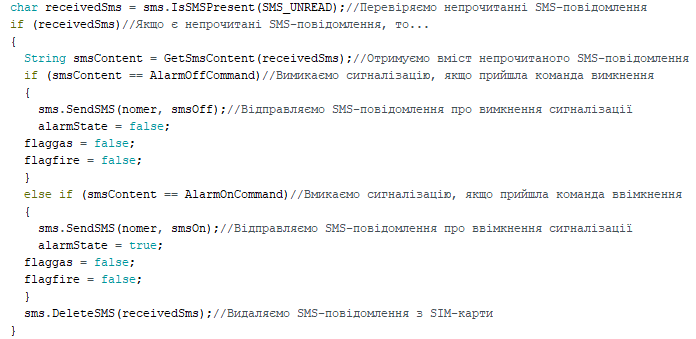 char receivedSms = sms.IsSMSPresent(SMS_UNREAD);//Перевіряємо непрочитанні SMS-повідомлення
if (receivedSms)//Якщо є непрочитані SMS-повідомлення, то...
{
String smsContent = GetSmsContent(receivedSms);//Отримуємо вміст непрочитаного SMS-повідомлення
if (smsContent == AlarmOffCommand)//Вимикаємо сигналізацію, якщо прийшла команда вимкнення
{
sms.SendSMS(nomer, smsOff);//Відправляємо SMS-повідомлення про вимкнення сигналізації
alarmState = false;
flaggas = false;
flagfire = false;
}
else if (smsContent == AlarmOnCommand)//Вмикаємо сигналізацію, якщо прийшла команда ввімкнення
{
sms.SendSMS(nomer, smsOn);//Відправляємо SMS-повідомлення про ввімкнення сигналізації
alarmState = true;
flaggas = false;
flagfire = false;
}
sms.DeleteSMS(receivedSms);//Видаляємо SMS-повідомлення з SIM-карти
}